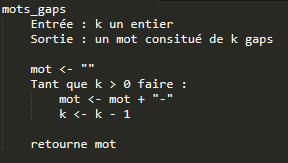 mots_gaps
Entrée : k un entier
Sortie : un mot consitué de k gaps
mot <- ""
Tant que k > 0 faire :
mot <- mot + "-"
k <- k - 1
retourne mot